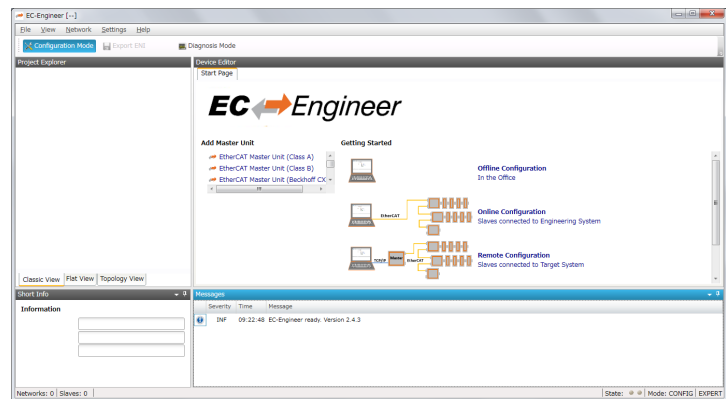 EC-Engineer [--]
File View Network Settings Help
Configuration Mode Export ENI Diagnosis Mode
Project Explorer
Classic View Flat View Topology View
Device Editor
Start Page
EC Engineer
Add Master Unit
EtherCAT Master Unit (Class A)
EtherCAT Master Unit (Class B)
EtherCAT Master Unit (Beckhoff CX
Getting Started
Offline Configuration
In the Office
EtherCAT
Online Configuration
Slaves connected to Engineering System
TCP/IP Master EtherCAT
Remote Configuration
Slaves connected to Target System
Short Info
Information
Messages
Severity Time Message
INF 09:22:48 EC-Engineer ready. Version 2.4.3
Networks: 0 Slaves: 0
State: Mode: CONFIG EXPERT